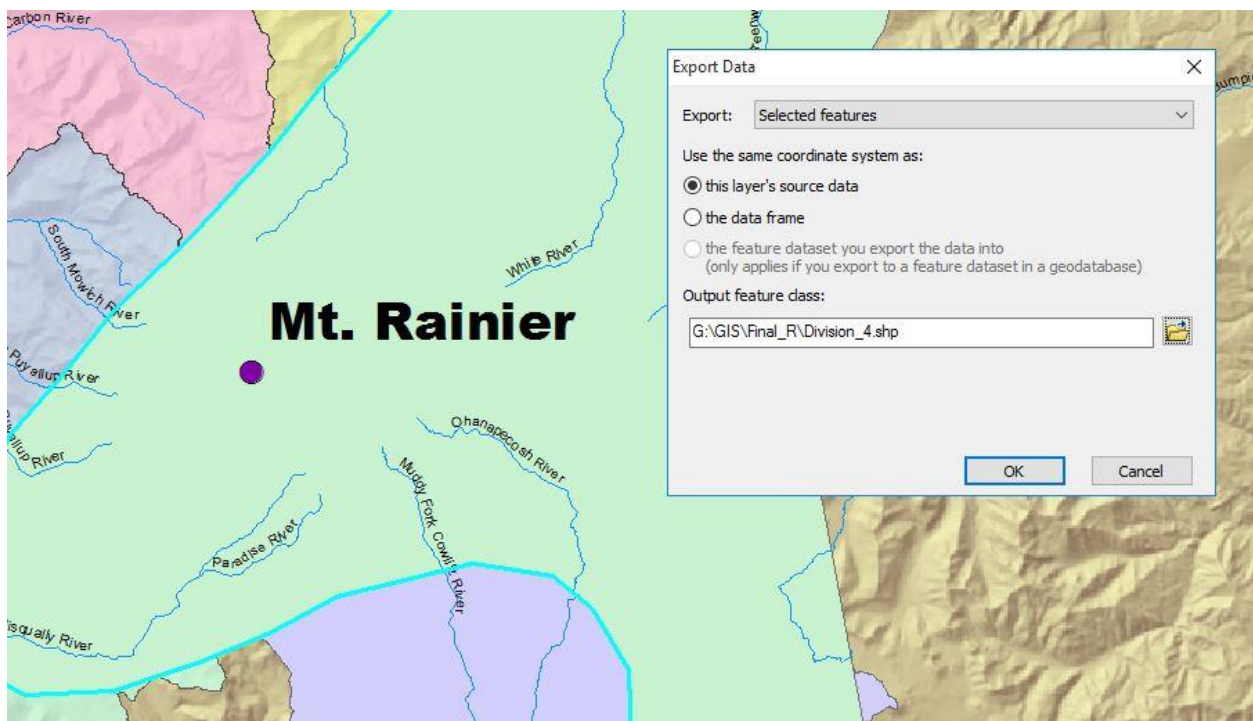 Carbon River
Greenw
Bumpi
South Mowich River
White River
Mt. Rainier
Puyallup River
River
Ohanapecosh River
Muddy Fork Cowlitz River
Paradise River
isqually River
Export Data
Export: Selected features
Use the same coordinate system as:
this layer's source data
the data frame
the feature dataset you export the data into
(only applies if you export to a feature dataset in a geodatabase)
Output feature class:
G:\GIS\Final_R\Division_4.shp
OK Cancel